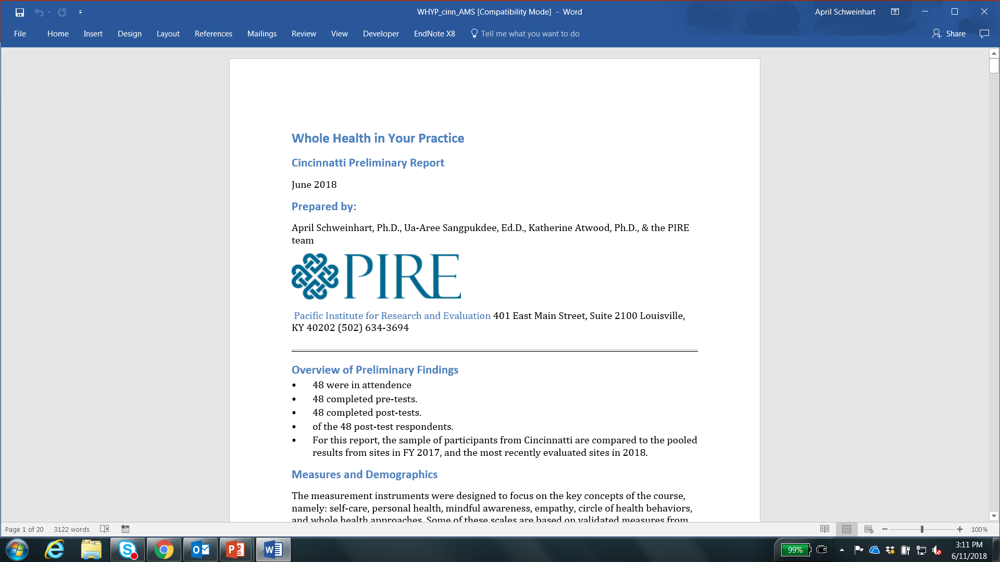 WHYP_cinn_AMS [Compatibility Mode] - Word
April Schweinhart
File Home Insert Design Layout References Mailings Review View Developer EndNote X8 Tell me what you want to do Share
Whole Health in Your Practice
Cincinnatti Preliminary Report
June 2018
Prepared by:
April Schweinhart, Ph.D., Ua-Aree Sangpukdee, Ed.D., Katherine Atwood, Ph.D., & the PIRE
team
PIRE
Pacific Institute for Research and Evaluation 401 East Main Street, Suite 2100 Louisville,
KY 40202 (502) 634-3694
Overview of Preliminary Findings
• 48 were in attendence
• 48 completed pre-tests.
• 48 completed post-tests.
• of the 48 post-test respondents.
• For this report, the sample of participants from Cincinnatti are compared to the pooled
results from sites in FY 2017, and the most recently evaluated sites in 2018.
Measures and Demographics
The measurement instruments were designed to focus on the key concepts of the course,
namely: self-care, personal health, mindful awareness, empathy, circle of health behaviors,
and whole health approaches. Some of these scales are based on validated measures from
Page 1 of 20 3122 words 100%
99% 3:11 PM
6/11/2018